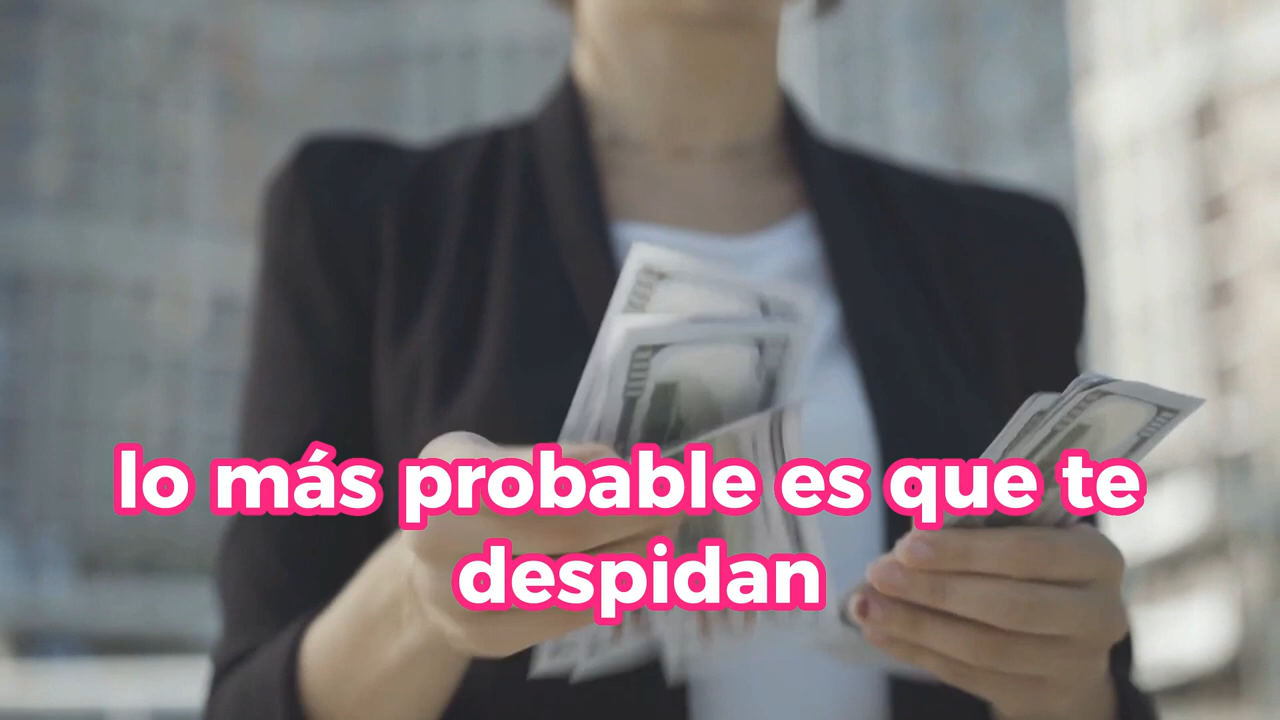 lo más probable es que te
despidan